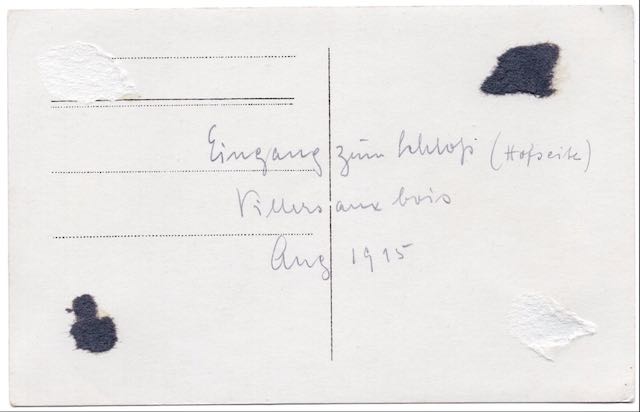 Eingang zum Schloß (Hofseite)
Villers aux bois
Aug 1915